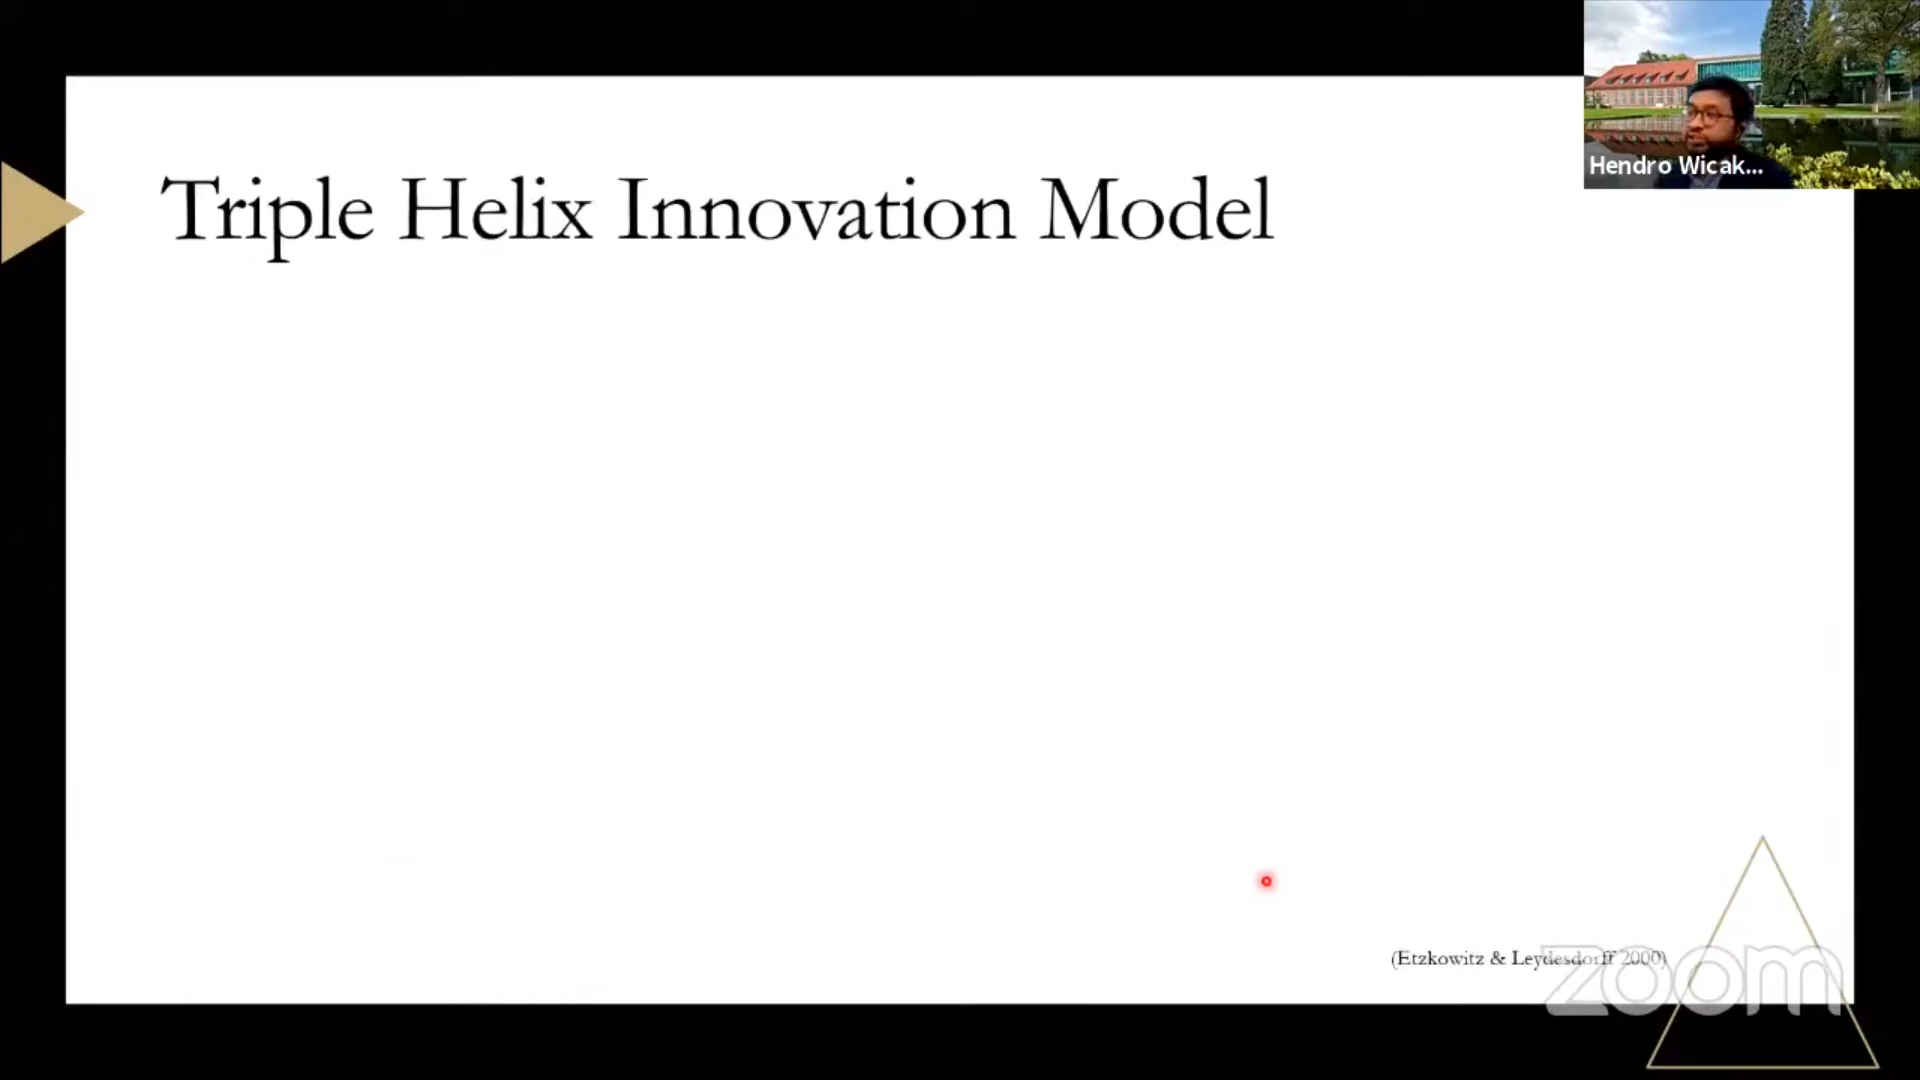 Hendro Wicak...
Triple Helix Innovation Model
(Etzkowitz & Leydesdorff 2000)
zoom